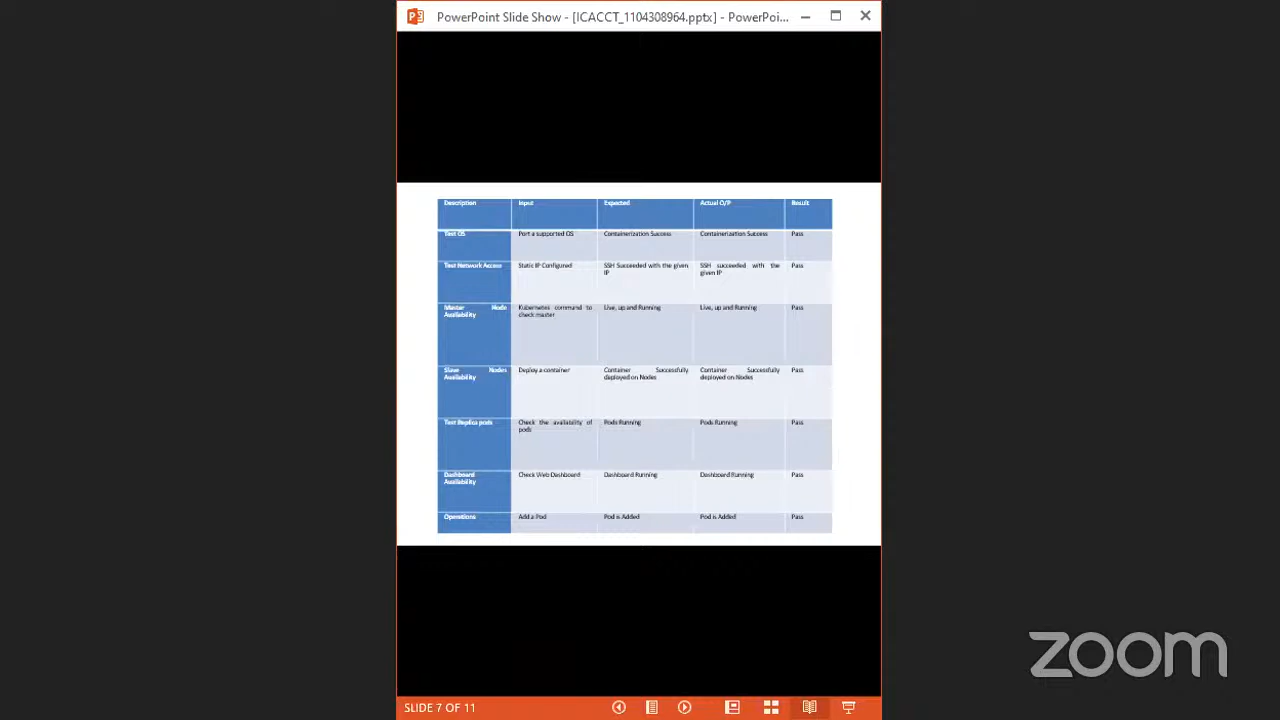 PowerPoint Slide Show - [ICACCT_1104308964.pptx] - PowerPoi...
Description Input Expected Actual O/P Result
Test OS Port a supported OS Containerization Success Containerization Success Pass
Test Network Access Static IP Configured SSH Succeeded with the given SSH succeeded with the Pass
IP given IP
Master Node Kubernetes command to Live, up and Running Live, up and Running Pass
Availability check master
Slave Nodes Deploy a container Container Successfully Container Successfully Pass
Availability deployed on Nodes deployed on Nodes
Test Replica pods Check the availability of Pods Running Pods Running Pass
pods
Dashboard Check Web Dashboard Dashboard Running Dashboard Running Pass
Availability
Operations Add a Pod Pod is Added Pod is Added Pass
zoom
SLIDE 7 OF 11